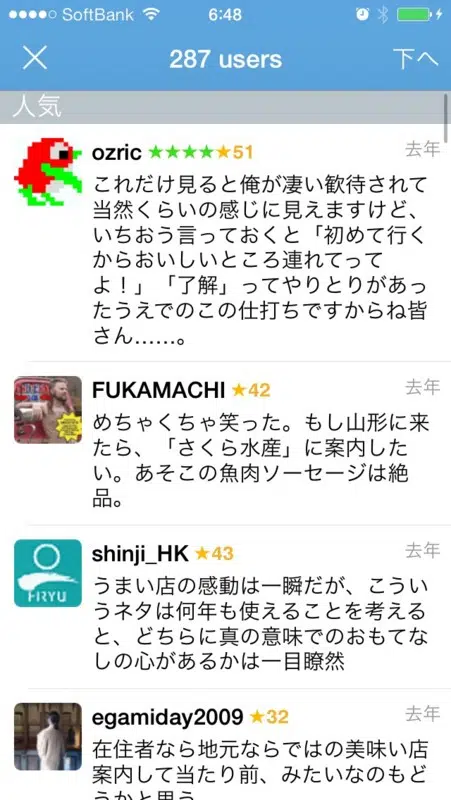 SoftBank 6:48
287 users 下へ
人気
ozric ★★★★★51 去年
これだけ見ると俺が凄い歓待されて
当然くらいの感じに見えますけど、
いちおう言っておくと「初めて行く
からおいしいところ連れてって
よ！」「了解」ってやりとりがあっ
たうえでのこの仕打ちですからね皆
さん……。
FUKAMACHI ★42 去年
めちゃくちゃ笑った。もし山形に来
たら、「さくら水産」に案内した
い。あそこの魚肉ソーセージは絶
品。
HRYU
shinji_HK ★43 去年
うまい店の感動は一瞬だが、こうい
うネタは何年も使えることを考える
と、どちらに真の意味でのおもてな
しの心があるかは一目瞭然
egamiday2009 ★32 去年
在住者なら地元ならではの美味い店
案内して当たり前、みたいなのもど
うかと思う